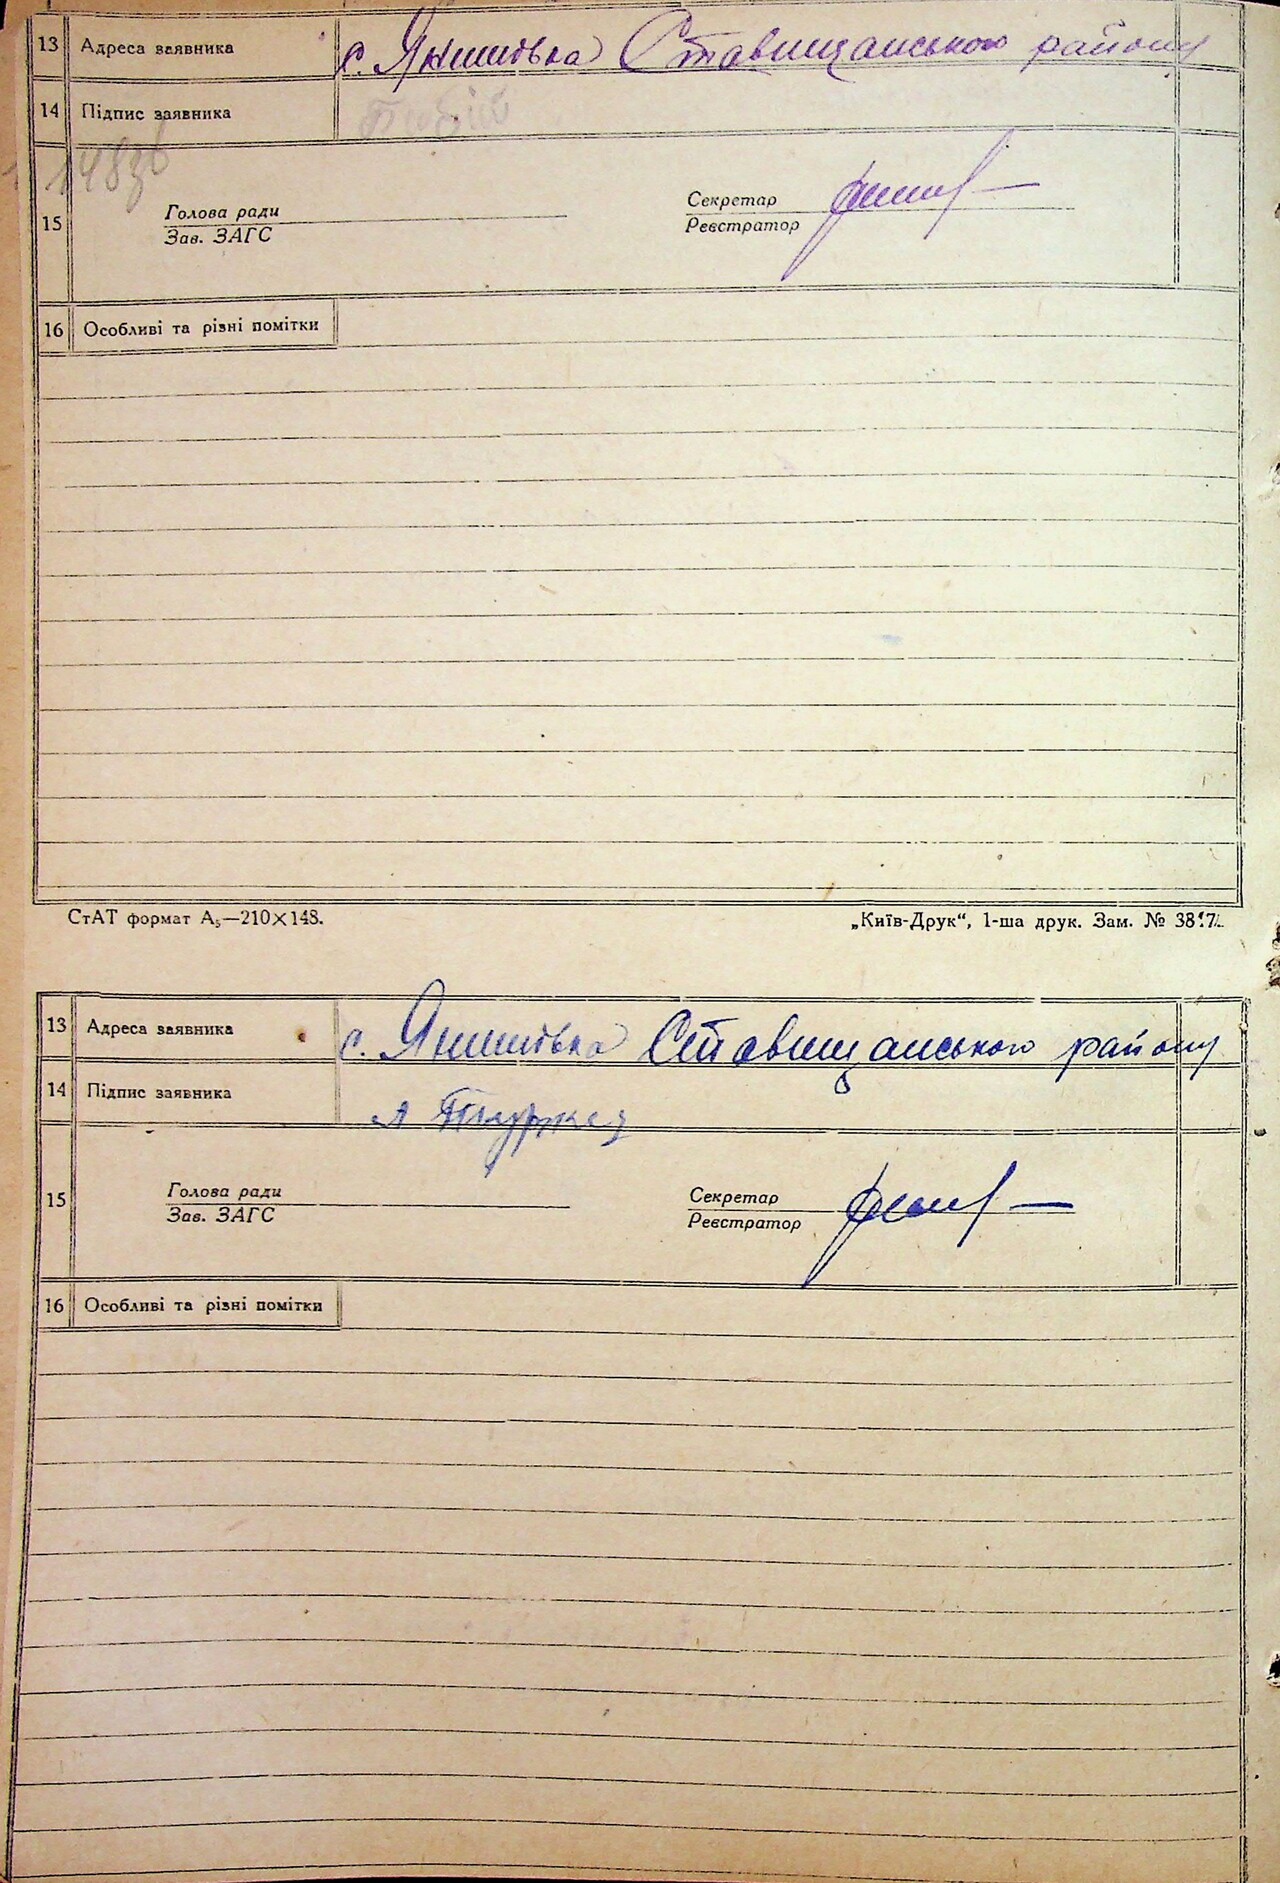 13 Адреса заявника с. Янишівка Ставищанського району
14 Підпис заявника
148зв
15
Голова ради
Зав. ЗАГС
Секретар
Реєстратор
16 Особливі та різні помітки
СтАТ формат А₅—210×148.
„Київ-Друк“, 1-ша друк. Зам. №
13 Адреса заявника с. Янишівка Ставищанського району
14 Підпис заявника
15
Голова ради
Зав. ЗАГС
Секретар
Реєстратор
16 Особливі та різні помітки